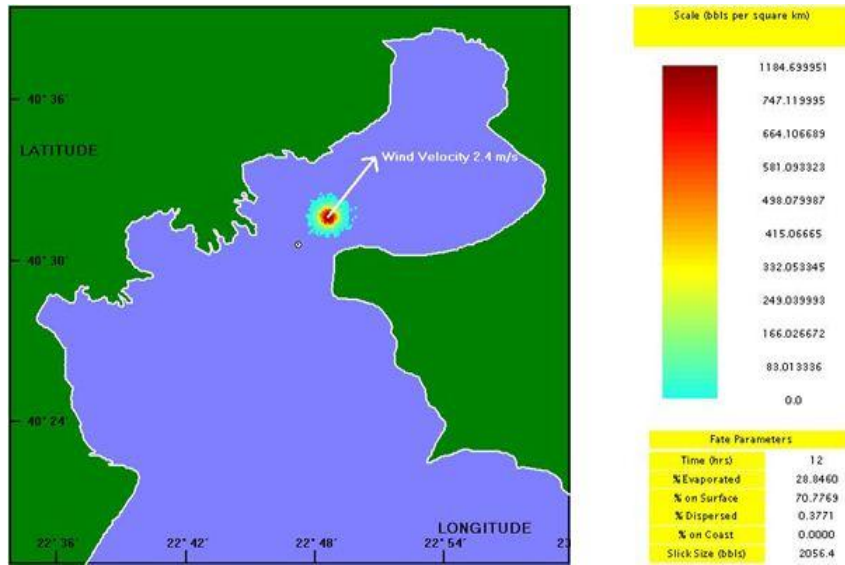 Scale (bbls per square km)
1184.699951
747.119995
664.106689
581.093323
498.079987
415.06665
332.053345
249.039993
166.026672
83.013336
0.0
40° 36'
LATITUDE
Wind Velocity 2.4 m/s
40° 30'
40° 24'
LONGITUDE
22° 36' 22° 42' 22° 48' 22° 54' 23
Fate Parameters
Time (hrs) 12
% Evaporated 28.8460
% on Surface 70.7769
% Dispersed 0.3771
% on Coast 0.0000
Slick Size (bbls) 2056.4